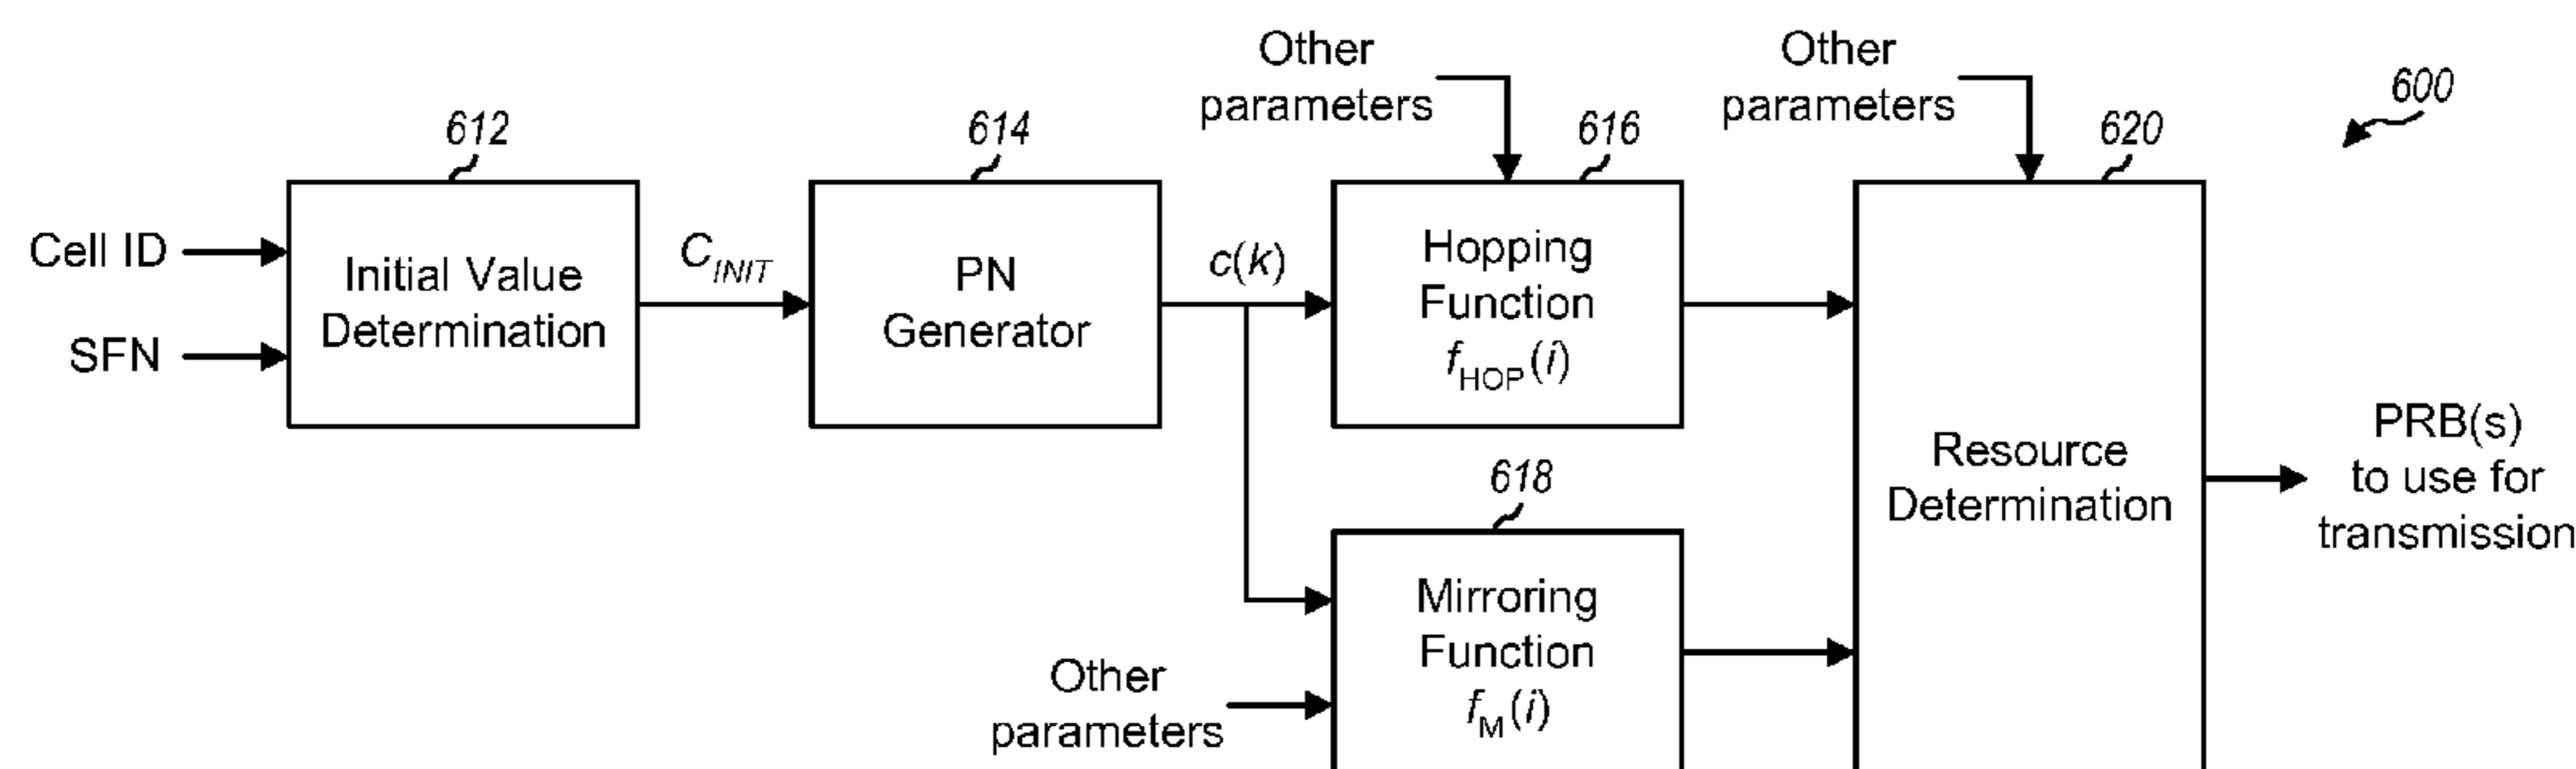 Other
parameters
Other
parameters
600
612
614
616
620
Cell ID
SFN
Initial Value
Determination
C_INIT
PN
Generator
c(k)
Hopping
Function
f_HOP(i)
Resource
Determination
PRB(s)
to use for
transmission
618
Mirroring
Function
f_M(i)
Other
parameters